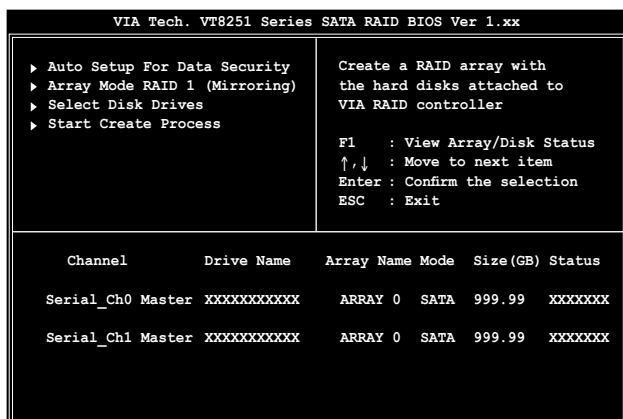 VIA Tech. VT8251 Series SATA RAID BIOS Ver 1.xx
Auto Setup For Data Security
Array Mode RAID 1 (Mirroring)
Select Disk Drives
Start Create Process
Create a RAID array with
the hard disks attached to
VIA RAID controller
F1 : View Array/Disk Status
↑,↓ : Move to next item
Enter : Confirm the selection
ESC : Exit
Channel Drive Name Array Name Mode Size(GB) Status
Serial_Ch0 Master XXXXXXXXXXX ARRAY 0 SATA 999.99 XXXXXXX
Serial_Ch1 Master XXXXXXXXXXX ARRAY 0 SATA 999.99 XXXXXXX